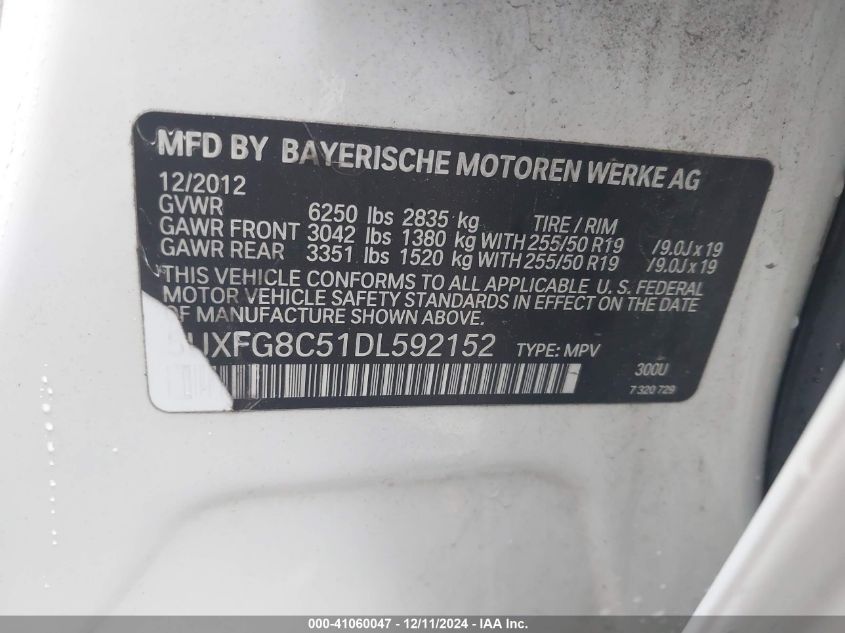 MFD BY BAYERISCHE MOTOREN WERKE AG
12/2012
GVWR 6250 lbs 2835 kg TIRE / RIM
GAWR FRONT 3042 lbs 1380 kg WITH 255/50 R19 /9.0J x 19
GAWR REAR 3351 lbs 1520 kg WITH 255/50 R19 /9.0J x 19
THIS VEHICLE CONFORMS TO ALL APPLICABLE U.S. FEDERAL
MOTOR VEHICLE SAFETY STANDARDS IN EFFECT ON THE DATE
OF MANUFACTURE SHOWN ABOVE.
UXFG8C51DL592152 TYPE: MPV
300U
7 320 729
000-41060047 / 12/11/2024 - IAA Inc.